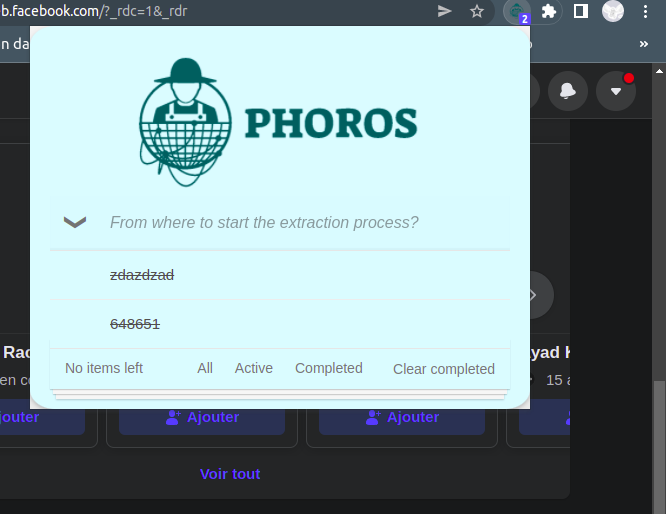 b.facebook.com/?_rdc=1&_rdr
2
n da
»
PHOROS
From where to start the extraction process?
zdazdzad
648651
No items left All Active Completed Clear completed
Rac
yad K
en co
15 a
jouter
Ajouter
Ajouter
Voir tout